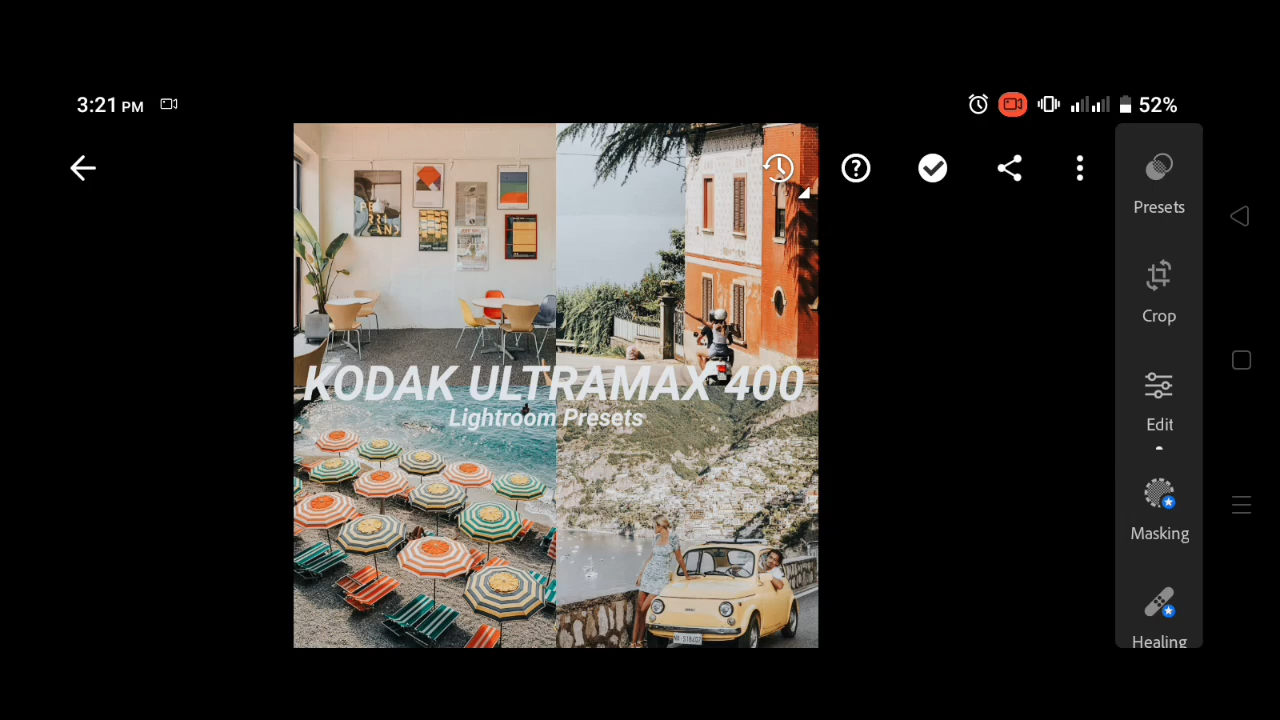 3:21 PM
52%
Presets
Crop
KODAK ULTRAMAX 400
Lightroom Presets
Edit
Masking
Healing